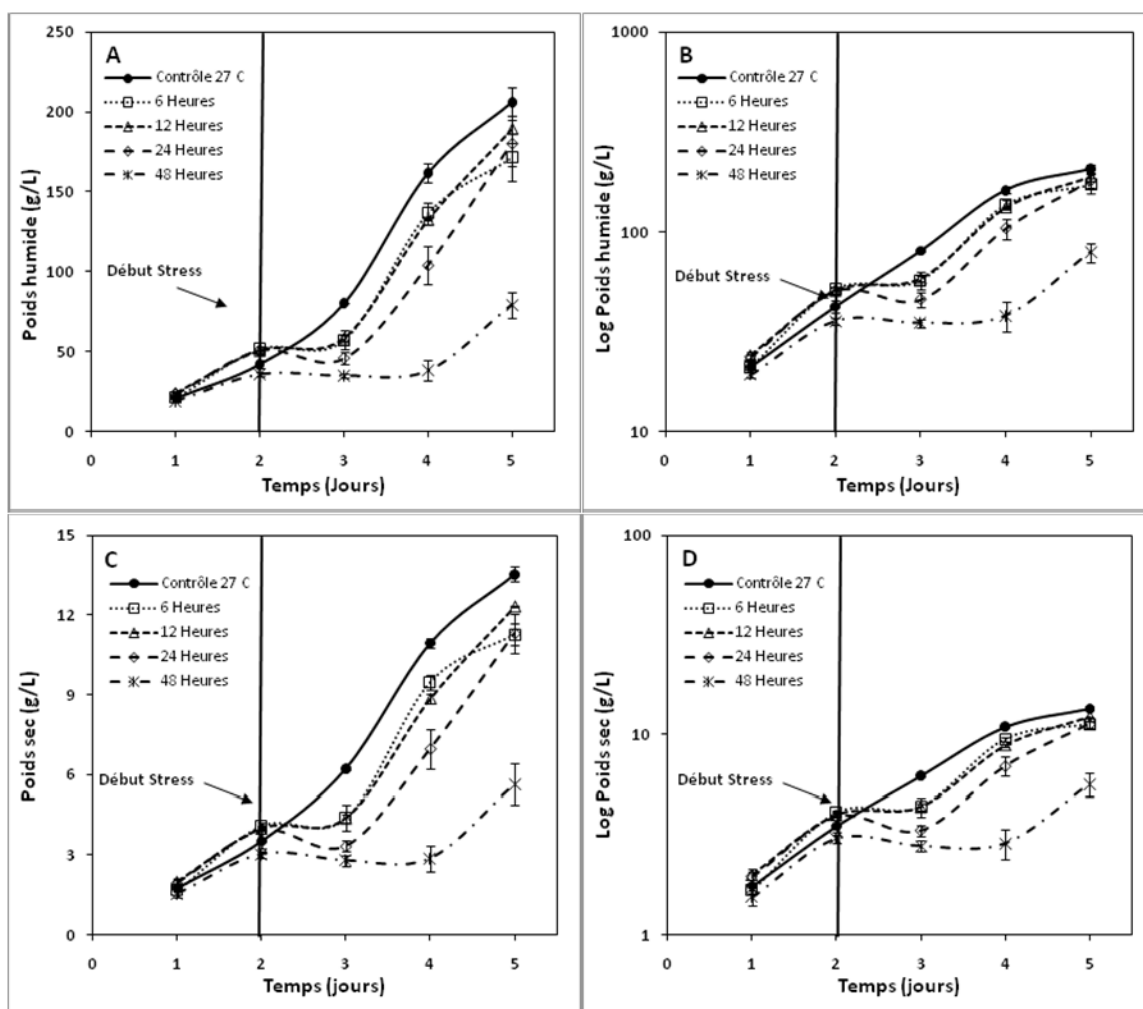 A
Contrôle 27 C
6 Heures
12 Heures
24 Heures
48 Heures
Début Stress
Poids humide (g/L)
250
200
150
100
50
0
0 1 2 3 4 5
Temps (Jours)
B
Contrôle 27 C
6 Heures
12 Heures
24 Heures
48 Heures
Début Stress
Log Poids humide (g/L)
1000
100
10
0 1 2 3 4 5
Temps (Jours)
C
Contrôle 27 C
6 Heures
12 Heures
24 Heures
48 Heures
Début Stress
Poids sec (g/L)
15
12
9
6
3
0
0 1 2 3 4 5
Temps (jours)
D
Contrôle 27 C
6 Heures
12 Heures
24 Heures
48 Heures
Début Stress
Log Poids sec (g/L)
100
10
1
0 1 2 3 4 5
Temps (jours)